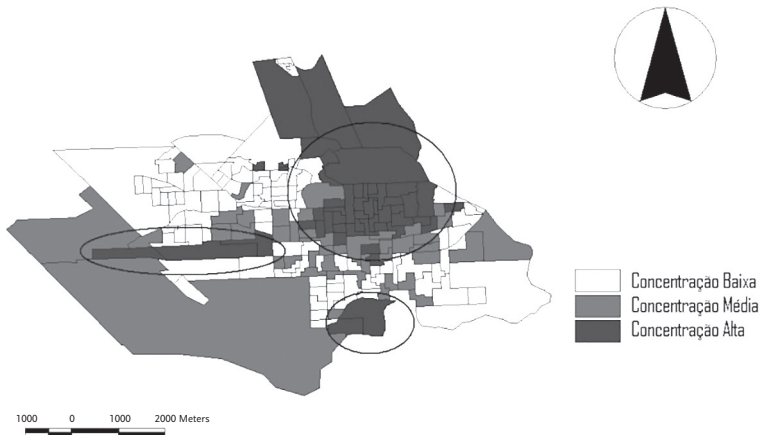 Concentração Baixa
Concentração Média
Concentração Alta
1000 0 1000 2000 Meters